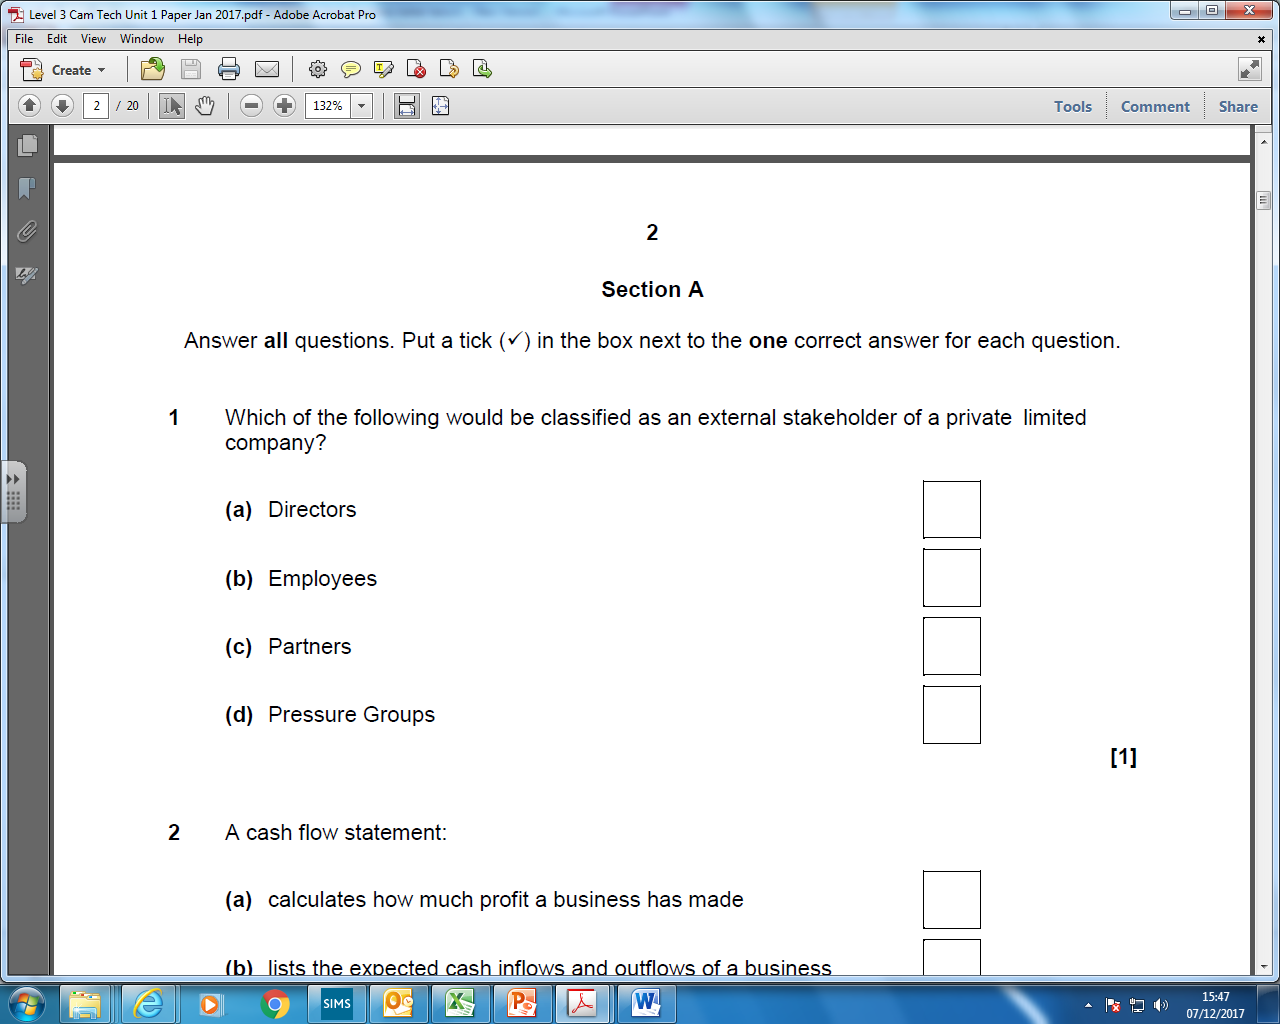 Level 3 Cam Tech Unit 1 Paper Jan 2017.pdf - Adobe Acrobat Pro
File Edit View Window Help
Create
2 / 20 132% Tools Comment Share
2
Section A
Answer all questions. Put a tick (✓) in the box next to the one correct answer for each question.
1 Which of the following would be classified as an external stakeholder of a private limited
company?
(a) Directors
(b) Employees
(c) Partners
(d) Pressure Groups
[1]
2 A cash flow statement:
(a) calculates how much profit a business has made
(b) lists the expected cash inflows and outflows of a business
SIMS
15:47
07/12/2017